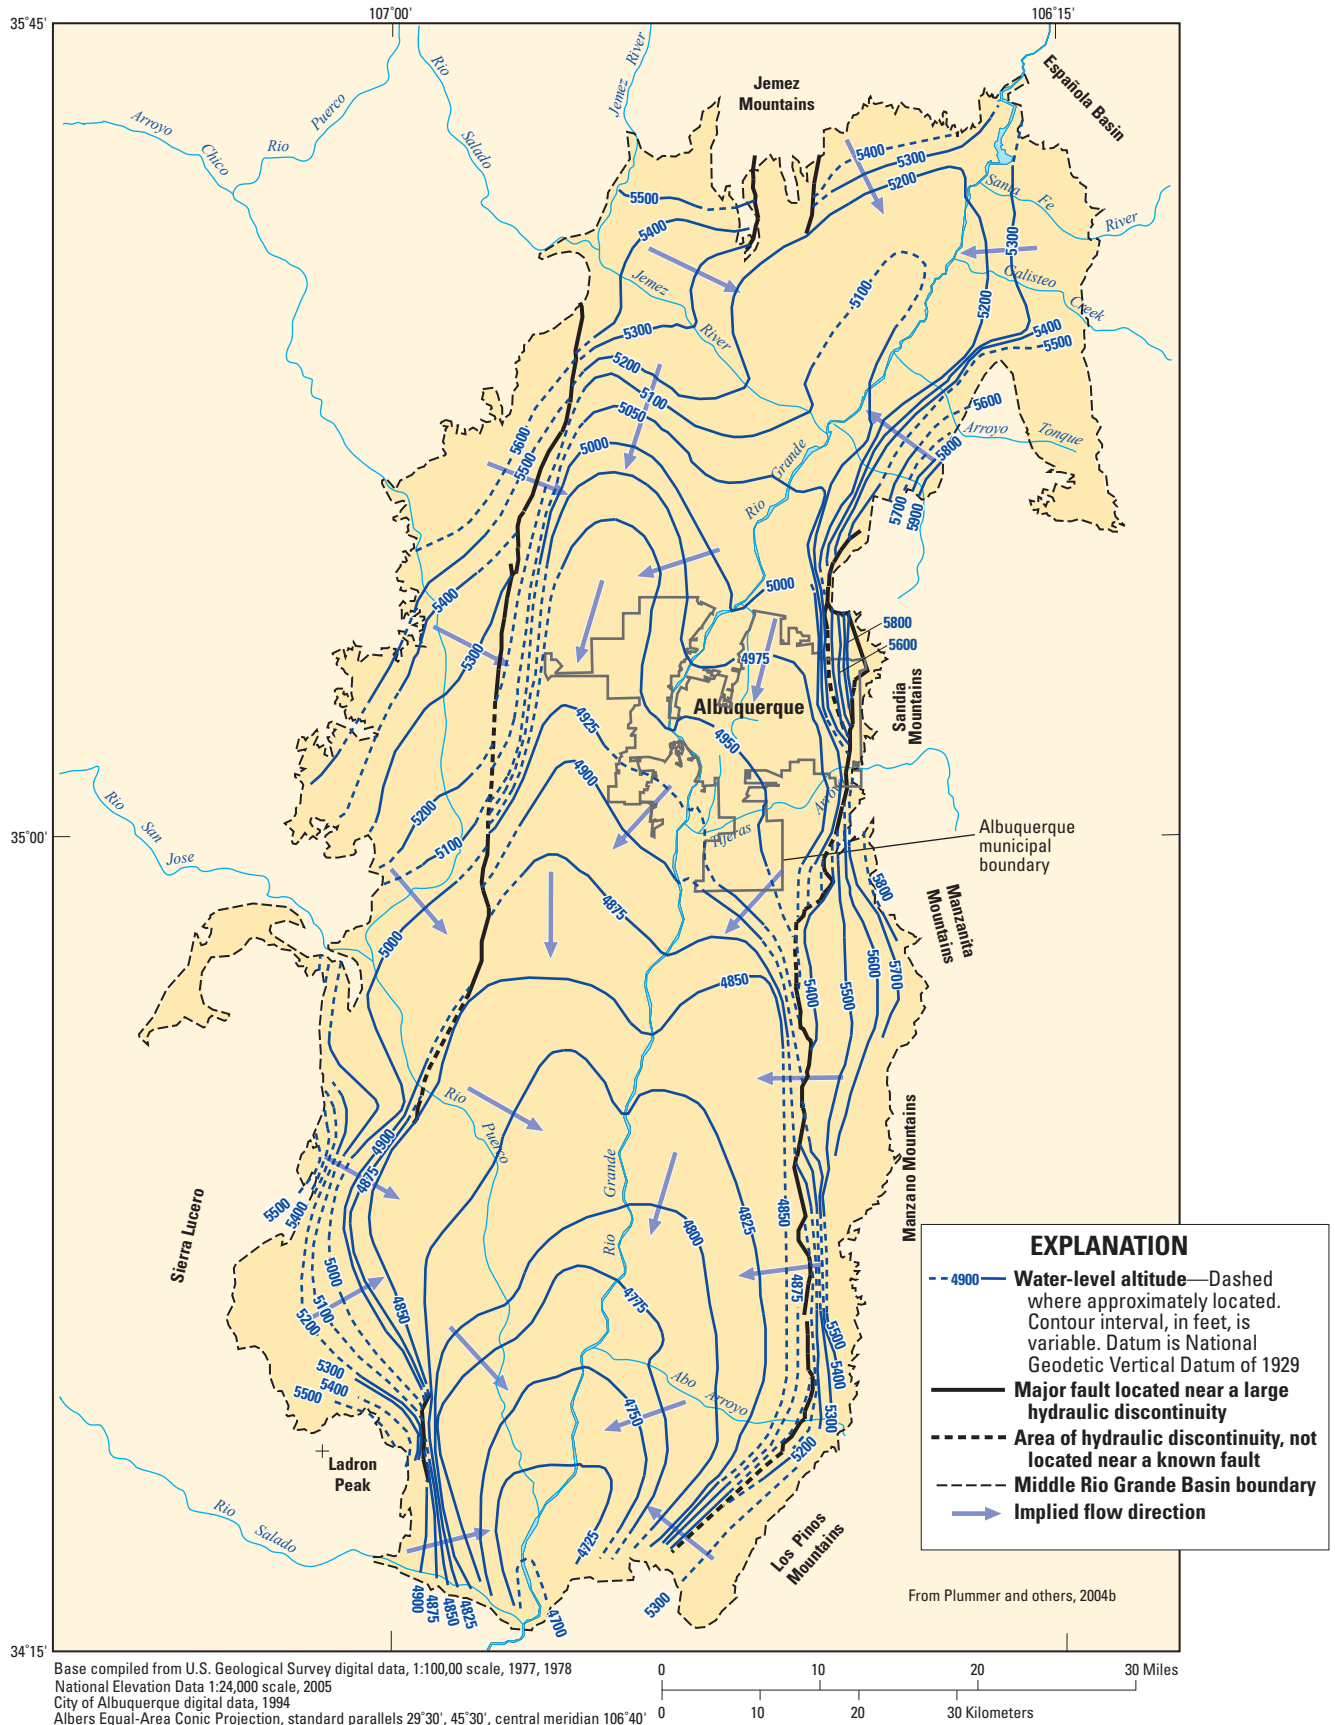 107°00'
106°15'
35°45'
35°00'
34°15'
Jemez
Mountains
Española Basin
Arroyo
Chico
Rio
Puerco
Rio
Salado
Jemez
River
Santa
Fe
River
Galisteo
Creek
Jemez
River
Arroyo
Tonque
Rio
Grande
5400
5300
5200
5500
5400
5300
5200
5100
5300
5200
5400
5500
5100
5050
5000
5600
5500
5600
5800
5700
5900
5400
5300
5000
5800
5600
4975
Albuquerque
Sandia
Mountains
4925
4950
4900
Arroyo
Tijeras
Albuquerque
municipal
boundary
5200
5100
Rio
San
Jose
5800
Manzanita
Mountains
4875
5000
4850
5400
5500
5600
5700
Rio
Puerco
4900
4875
Manzano Mountains
Sierra Lucero
5500
5400
Rio
Grande
4850
4825
4800
5000
5100
5200
4850
4775
4875
5500
5400
5300
5300
5400
5500
Abo
Arroyo
4750
5200
Ladron
Peak
Rio
Salado
4725
Los Pinos
Mountains
4900
4875
4850
4825
4700
5300
EXPLANATION
4900
Water-level altitude—Dashed
where approximately located.
Contour interval, in feet, is
variable. Datum is National
Geodetic Vertical Datum of 1929
Major fault located near a large
hydraulic discontinuity
Area of hydraulic discontinuity, not
located near a known fault
Middle Rio Grande Basin boundary
Implied flow direction
From Plummer and others, 2004b
Base compiled from U.S. Geological Survey digital data, 1:100,00 scale, 1977, 1978
National Elevation Data 1:24,000 scale, 2005
City of Albuquerque digital data, 1994
Albers Equal-Area Conic Projection, standard parallels 29°30', 45°30', central meridian 106°40'
0 10 20 30 Miles
0 10 20 30 Kilometers